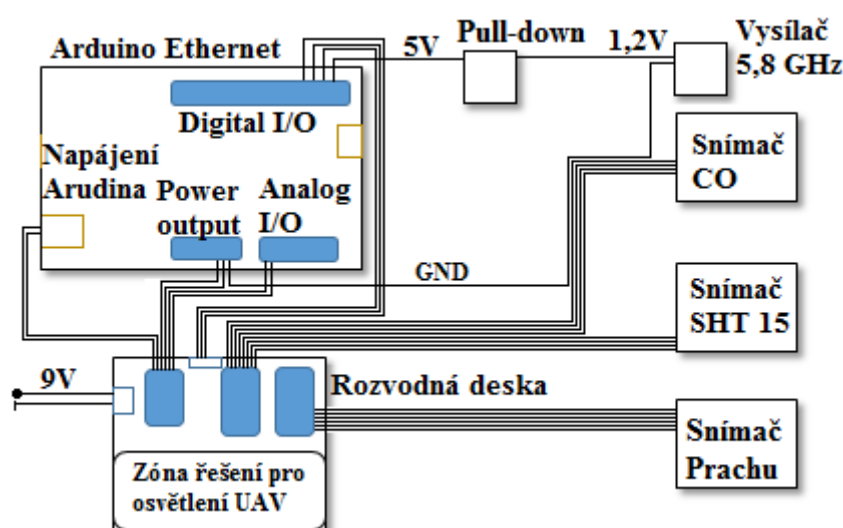 Arduino Ethernet
5V
Pull-down
1,2V
Vysílač
5,8 GHz
Digital I/O
Napájení
Arudina
Power
output
Analog
I/O
Snímač
CO
GND
Snímač
SHT 15
9V
Rozvodná deska
Snímač
Prachu
Zóna řešení pro
osvětlení UAV